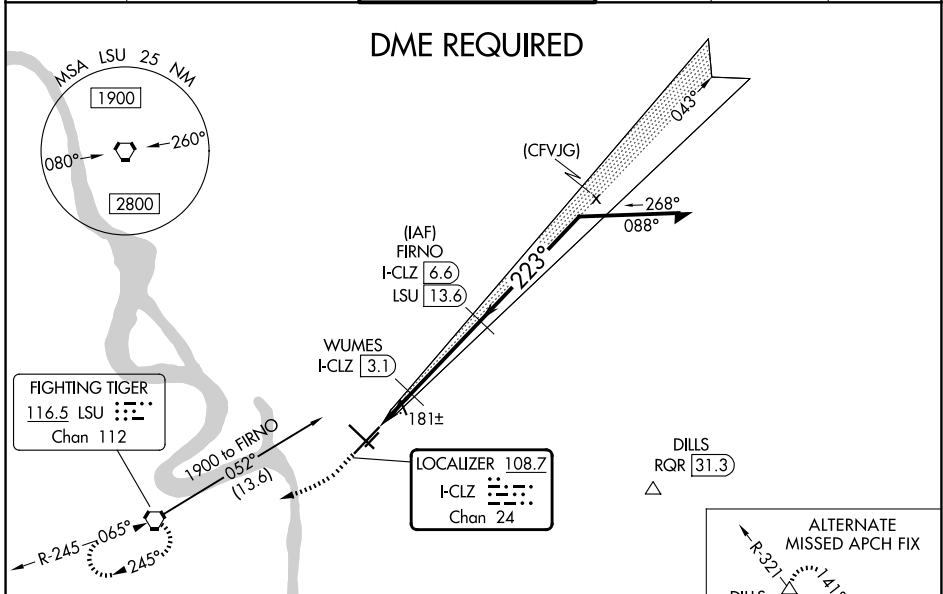 DME REQUIRED
MSA LSU 25 NM
1900
080°
260°
2800
(CFVJG)
043°
268°
088°
223°
(IAF)
FIRNO
I-CLZ 6.6
LSU 13.6
WUMES
I-CLZ 3.1
181±
FIGHTING TIGER
116.5 LSU
Chan 112
1900 to FIRNO
052°
(13.6)
LOCALIZER 108.7
I-CLZ
Chan 24
DILLS
RQR 31.3
R-245
065°
245°
ALTERNATE
MISSED APCH FIX
R-321
141°
DILLS